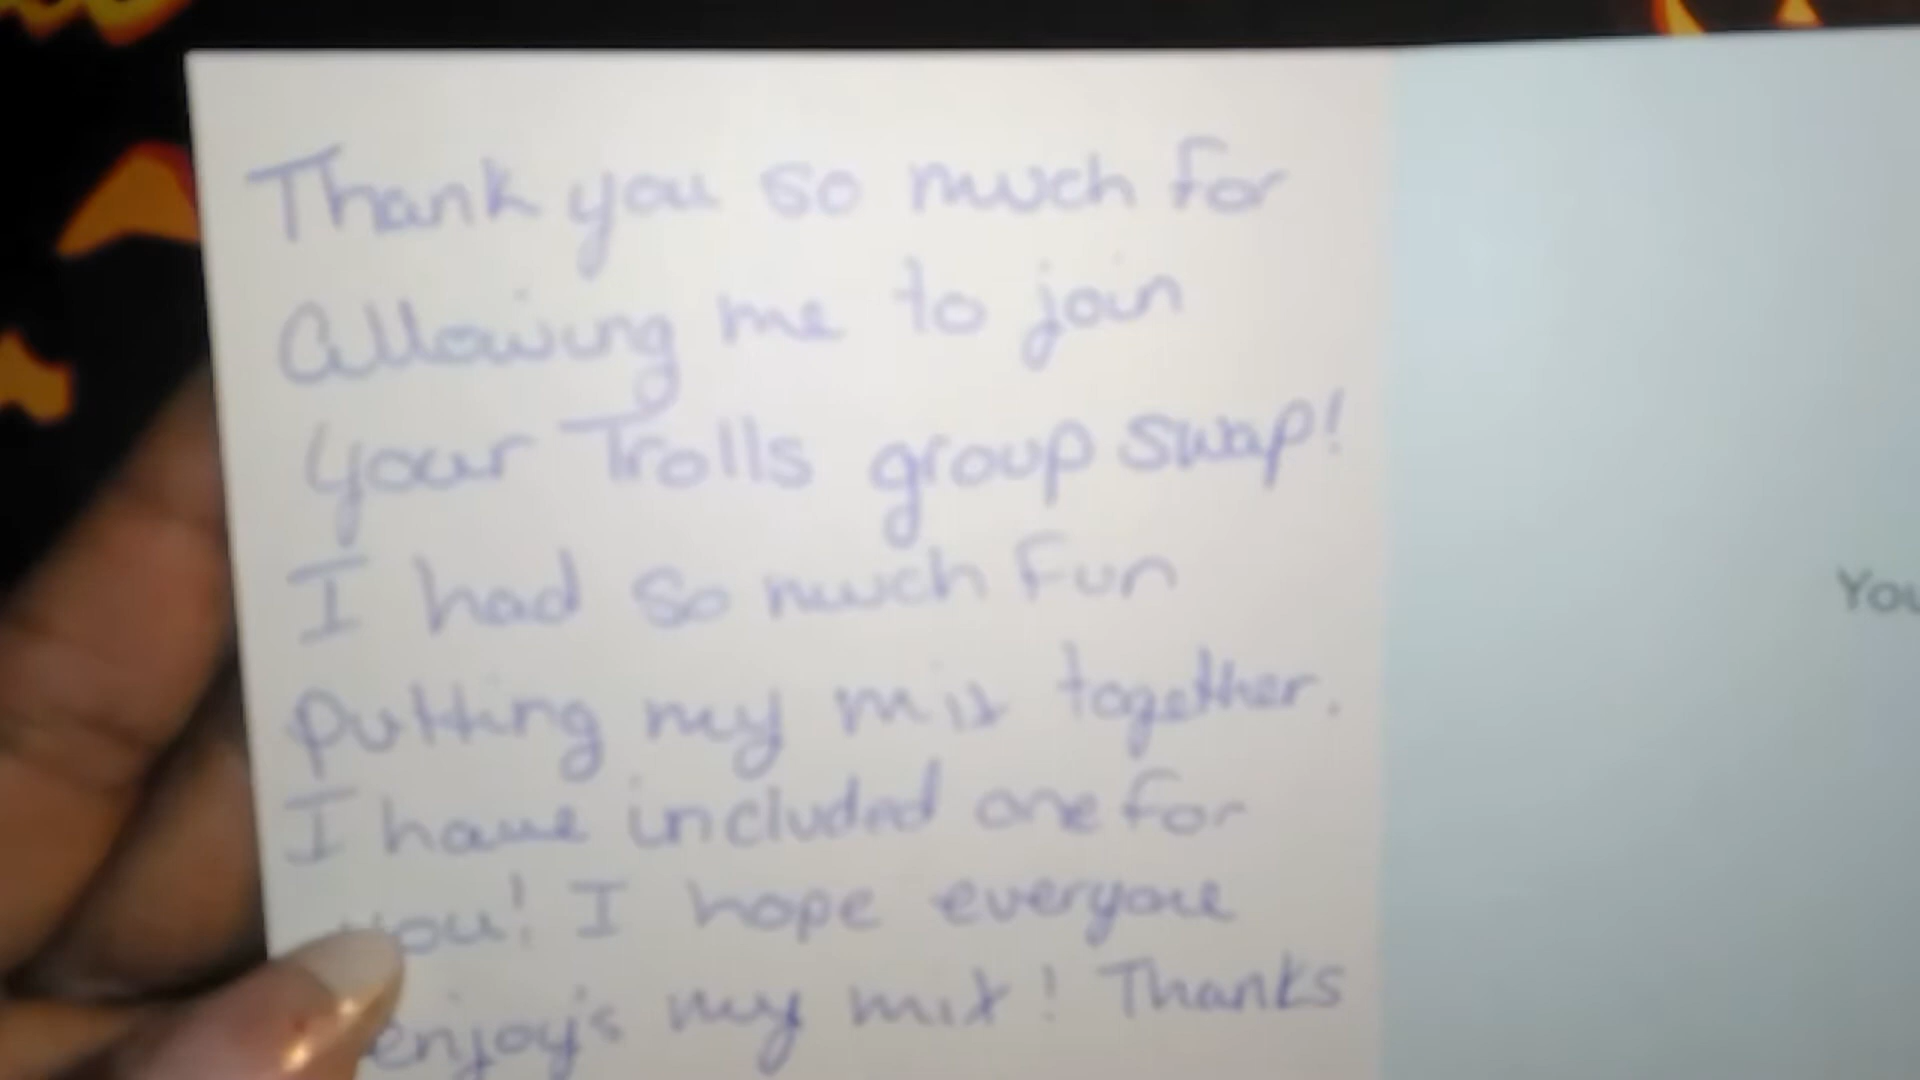 Thank you so much for
Allowing me to join
your Trolls group swap!
I had so much Fun
putting my mix together.
I have included one for
you! I hope everyone
enjoy's my mix! Thanks
You